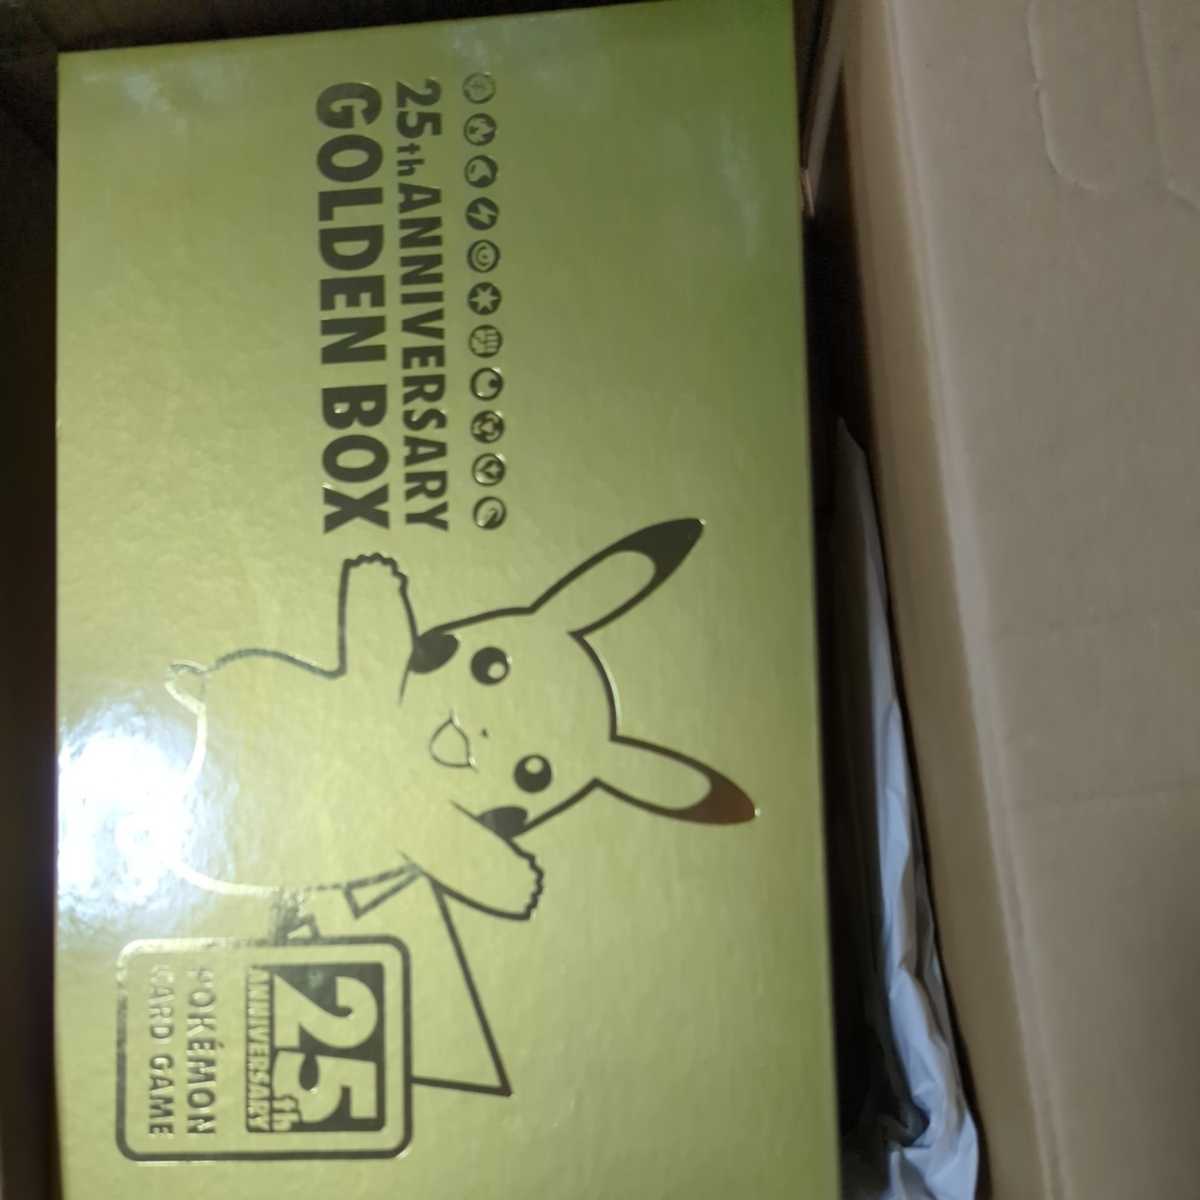 25th ANNIVERSARY
GOLDEN BOX
25th
ANNIVERSARY
POKÉMON
CARD GAME